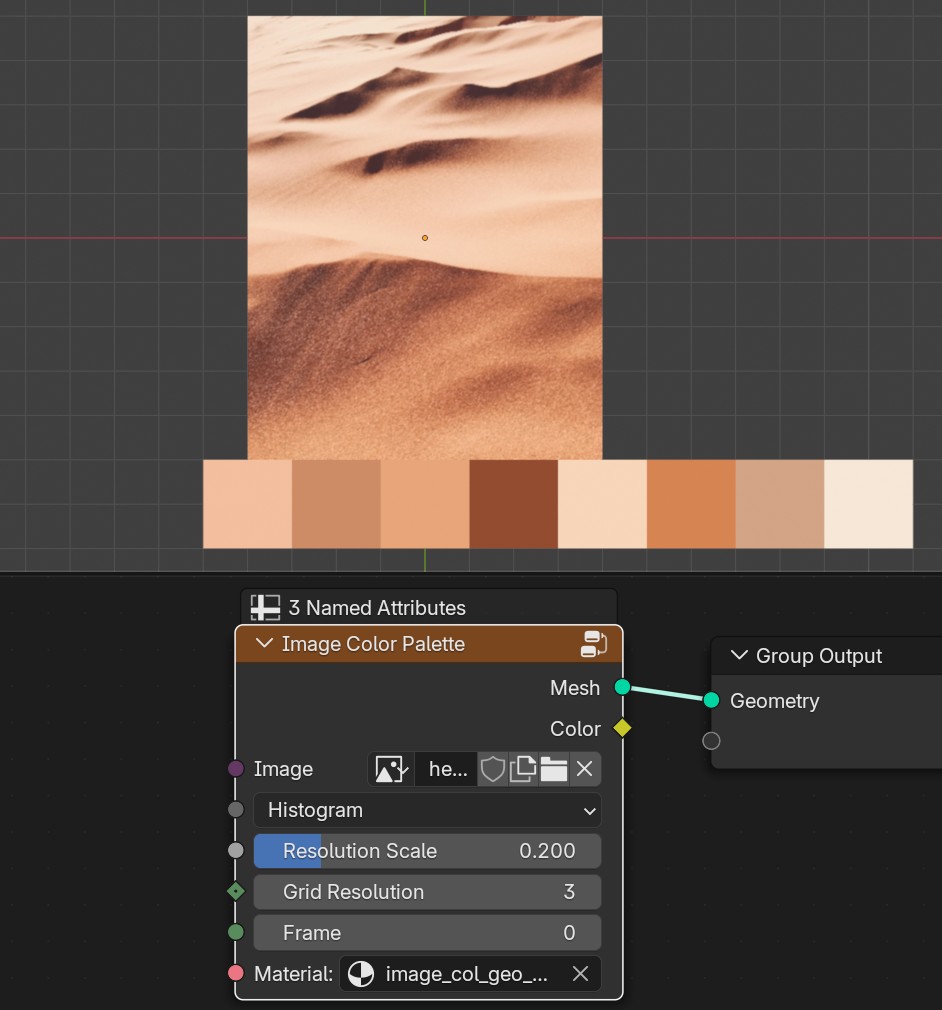 3 Named Attributes
Image Color Palette
Mesh
Color
Image he...
Histogram
Resolution Scale 0.200
Grid Resolution 3
Frame 0
Material: image_col_geo_...
Group Output
Geometry